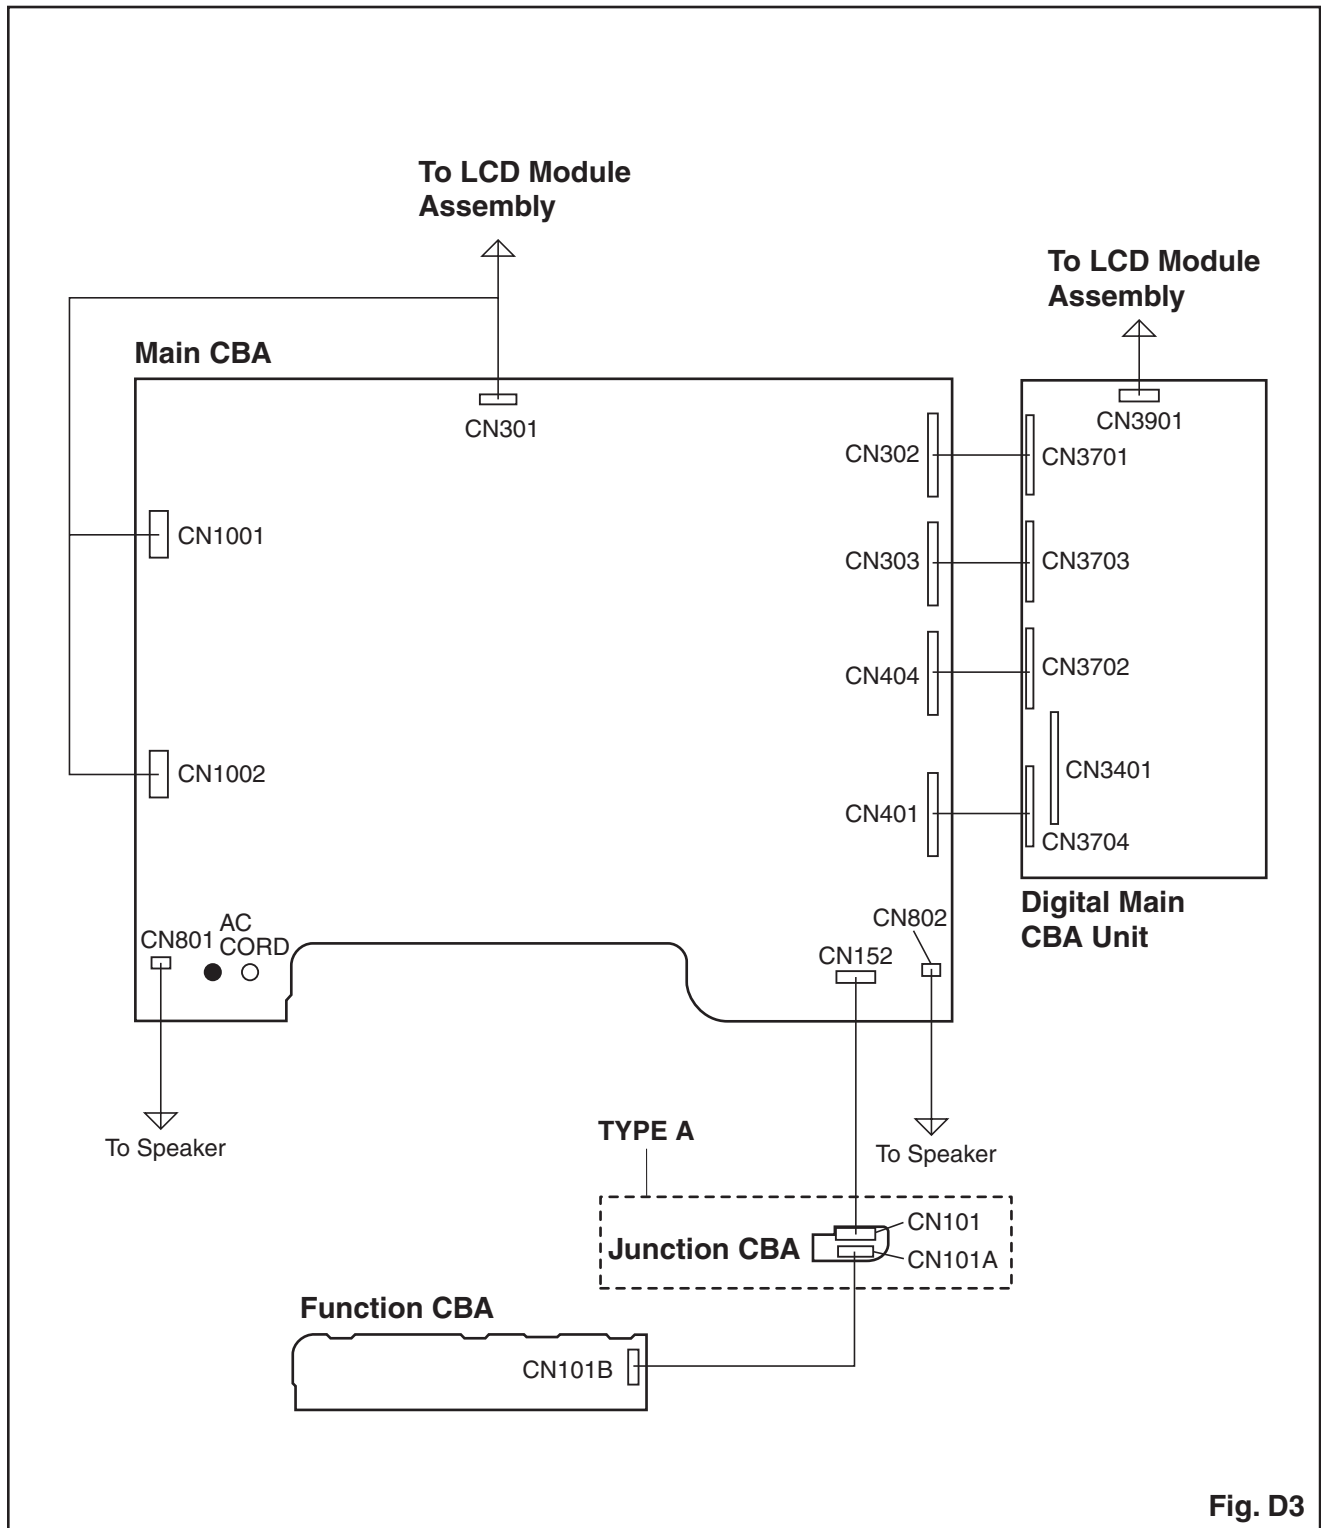 To LCD Module
Assembly
To LCD Module
Assembly
Main CBA
CN301
CN3901
CN302
CN3701
CN1001
CN303
CN3703
CN404
CN3702
CN1002
CN3401
CN401
CN3704
Digital Main
CBA Unit
CN801
AC
CORD
CN802
CN152
To Speaker
TYPE A
To Speaker
CN101
Junction CBA
CN101A
Function CBA
CN101B
Fig. D3